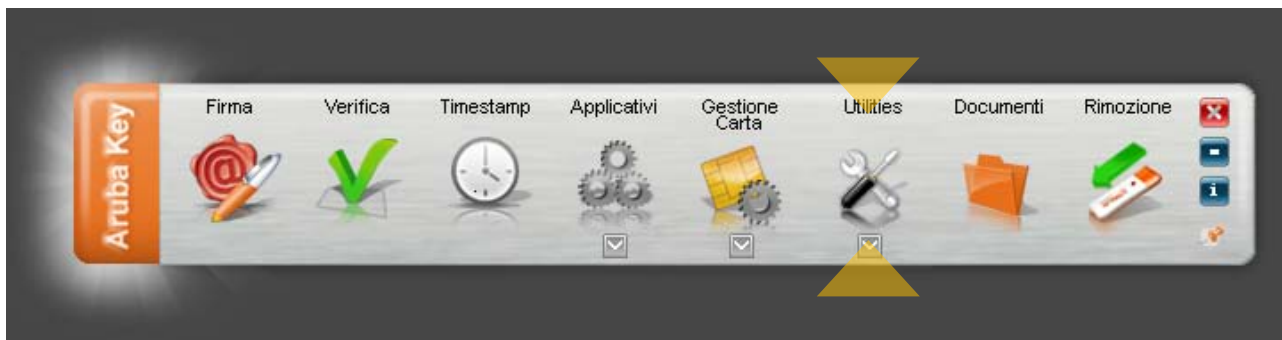 Aruba Key
Firma
Verifica
Timestamp
Applicativi
Gestione
Carta
Utilities
Documenti
Rimozione